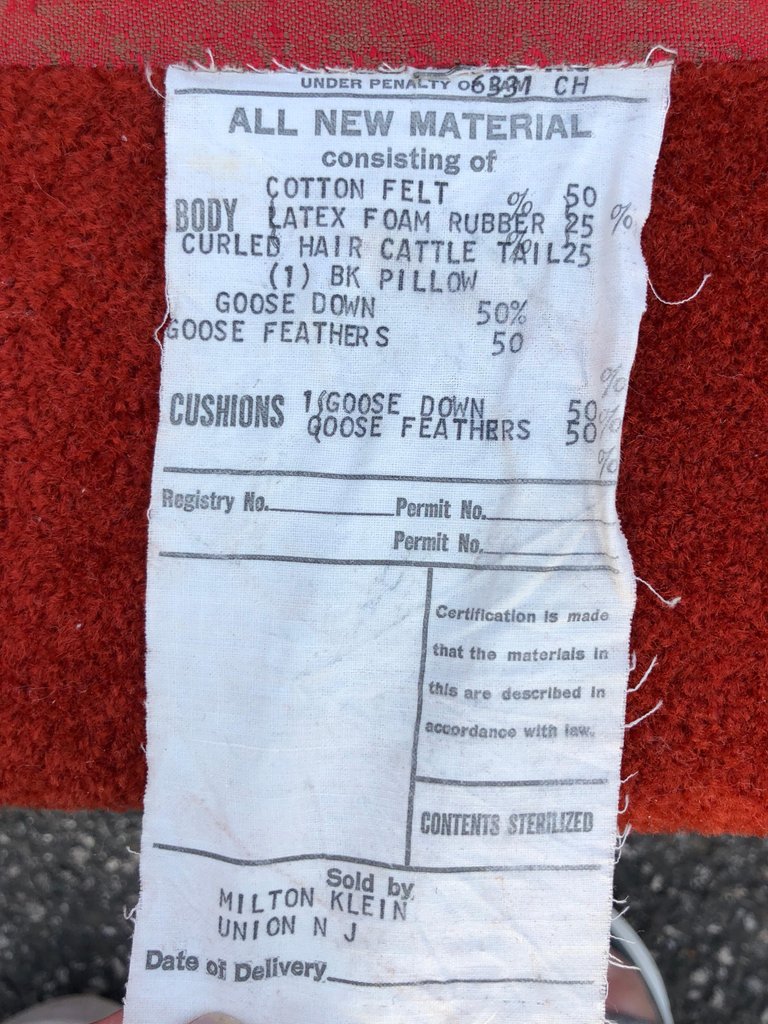 UNDER PENALTY O 6331 CH
ALL NEW MATERIAL
consisting of
COTTON FELT % 50
BODY LATEX FOAM RUBBER 25 %
CURLED HAIR CATTLE TAIL 25 %
(1) BK PILLOW
GOOSE DOWN 50%
GOOSE FEATHERS 50
%
CUSHIONS 1 GOOSE DOWN 50 %
GOOSE FEATHERS 50
%
Registry No. Permit No.
Permit No.
Certification is made
that the materials in
this are described in
accordance with law.
CONTENTS STERILIZED
Sold by
MILTON KLEIN
UNION N J
Date of Delivery